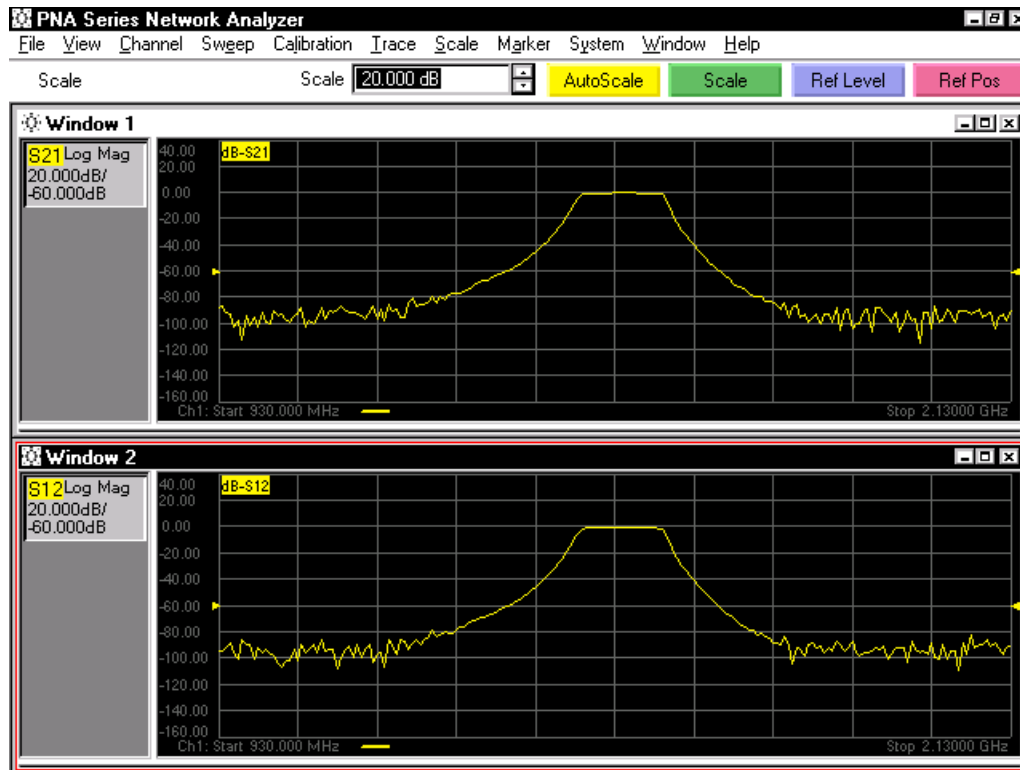 PNA Series Network Analyzer
File View Channel Sweep Calibration Trace Scale Marker System Window Help
Scale Scale 20.000 dB AutoScale Scale Ref Level Ref Pos
Window 1
S21 Log Mag
20.000dB/
-60.000dB
dB-S21
40.00
20.00
0.00
-20.00
-40.00
-60.00
-80.00
-100.00
-120.00
-140.00
-160.00
Ch1: Start 930.000 MHz Stop 2.13000 GHz
Window 2
S12 Log Mag
20.000dB/
-60.000dB
dB-S12
40.00
20.00
0.00
-20.00
-40.00
-60.00
-80.00
-100.00
-120.00
-140.00
-160.00
Ch1: Start 930.000 MHz Stop 2.13000 GHz